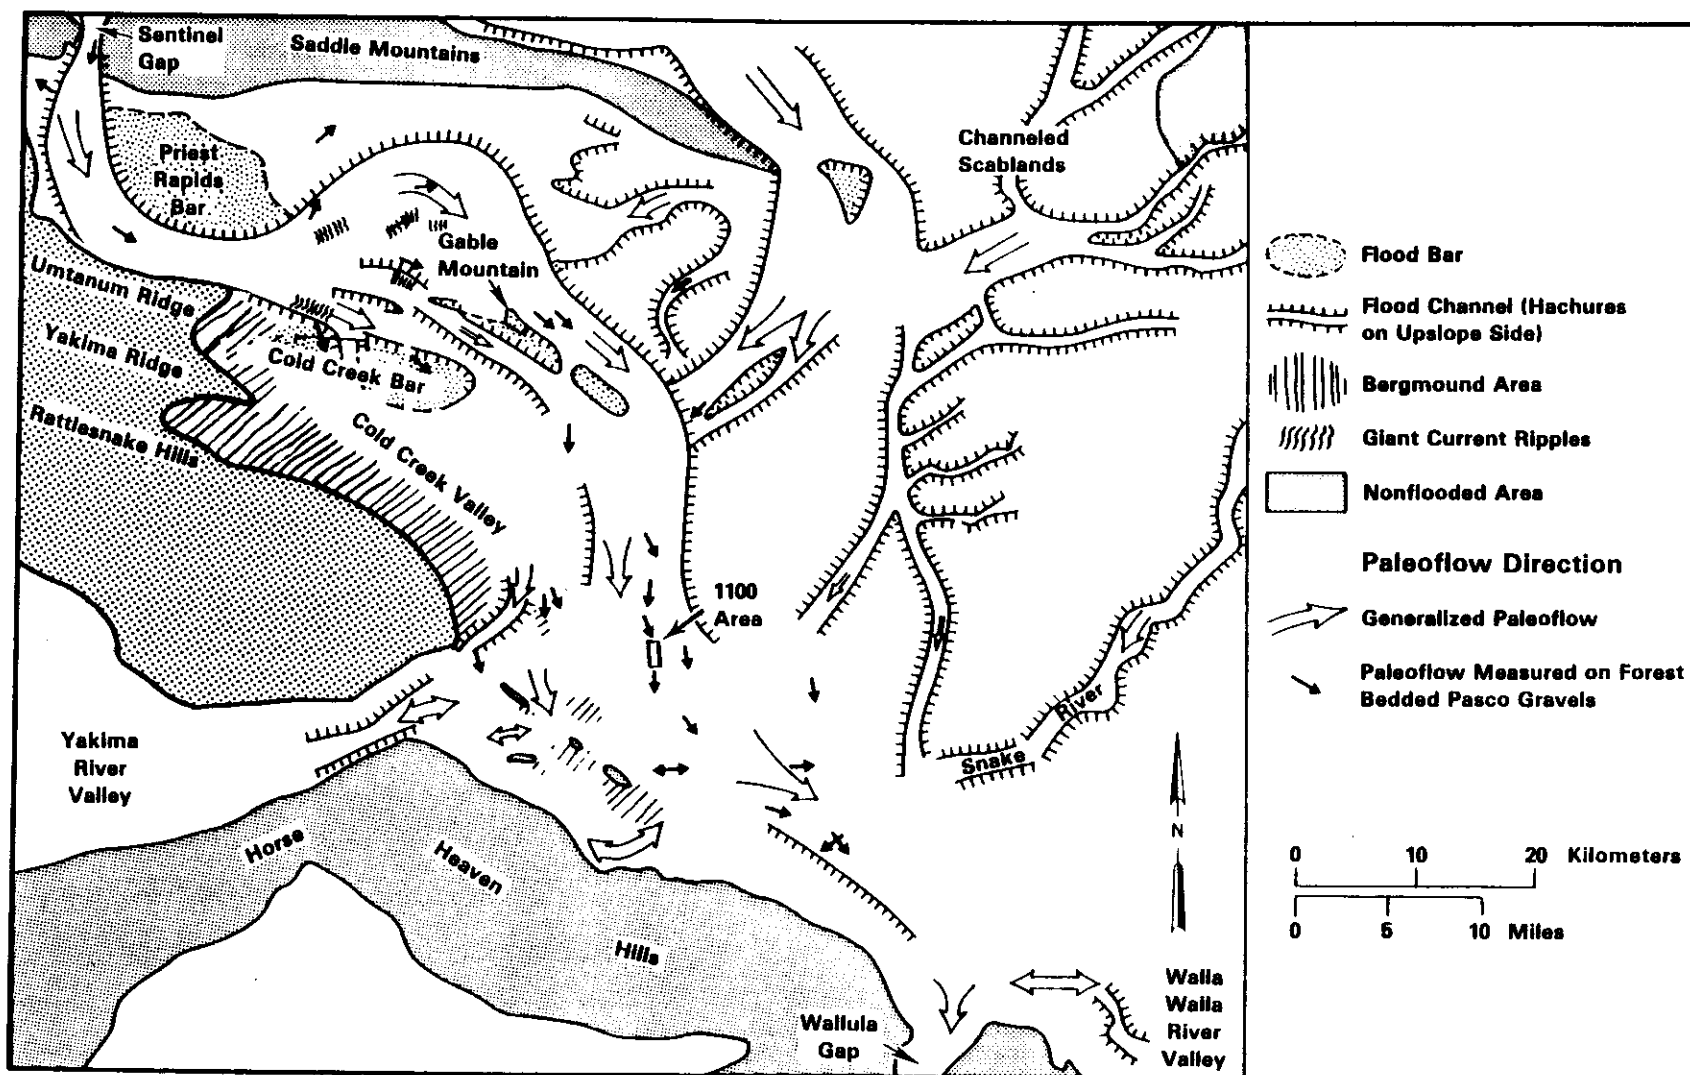 Sentinel
Gap
Saddle Mountains
Priest
Rapids
Bar
Channeled
Scablands
Gable
Mountain
Umtanum Ridge
Yakima Ridge
Rattlesnake Hills
Cold Creek Bar
Cold Creek Valley
1100
Area
Yakima
River
Valley
Snake River
Horse Heaven Hills
N
Wallula
Gap
Walla
Walla
River
Valley
Flood Bar
Flood Channel (Hachures
on Upslope Side)
Bergmound Area
Giant Current Ripples
Nonflooded Area
Paleoflow Direction
Generalized Paleoflow
Paleoflow Measured on Forest
Bedded Pasco Gravels
0 10 20 Kilometers
0 5 10 Miles